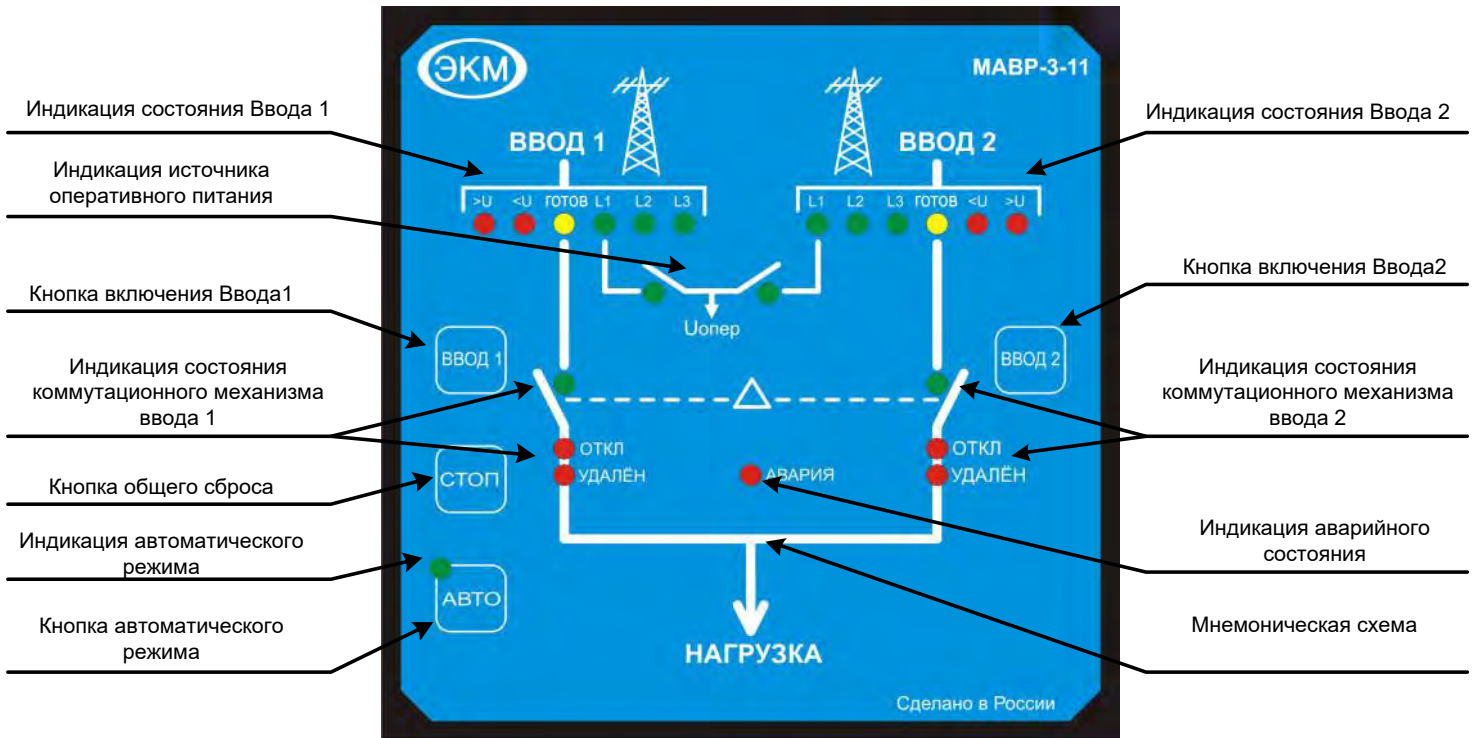 ЭКМ
МАВР-3-11
ВВОД 1
ВВОД 2
>U <U ГОТОВ L1 L2 L3
L1 L2 L3 ГОТОВ <U >U
Uопер
ВВОД 1
ВВОД 2
ОТКЛ
УДАЛЁН
АВАРИЯ
ОТКЛ
УДАЛЁН
СТОП
АВТО
НАГРУЗКА
Сделано в России
Индикация состояния Ввода 1
Индикация источника
оперативного питания
Кнопка включения Ввода1
Индикация состояния
коммутационного механизма
ввода 1
Кнопка общего сброса
Индикация автоматического
режима
Кнопка автоматического
режима
Индикация состояния Ввода 2
Кнопка включения Ввода2
Индикация состояния
коммутационного механизма
ввода 2
Индикация аварийного
состояния
Мнемоническая схема